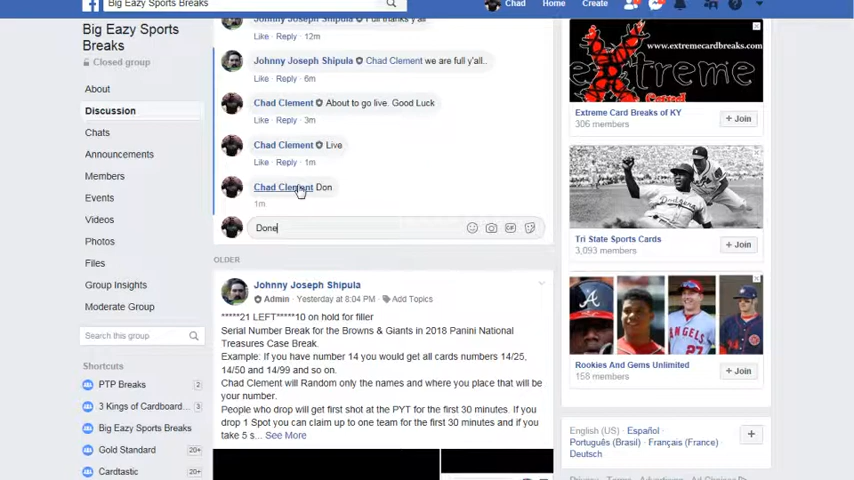 Big Eazy Sports Breaks
Chad
Home
Create
Big Eazy Sports
Breaks
Closed group
About
Discussion
Chats
Announcements
Members
Events
Videos
Photos
Files
Group Insights
Moderate Group
Search this group
Shortcuts
PTP Breaks 2
3 Kings of Cardboard... 3
Big Eazy Sports Breaks
Gold Standard 20+
Cardtastic 20+
Johnny Joseph Shipula Full thanks y'all
Like · Reply · 12m
Johnny Joseph Shipula Chad Clement we are full y'all..
Like · Reply · 6m
Chad Clement About to go live. Good Luck
Like · Reply · 3m
Chad Clement Live
Like · Reply · 1m
Chad Clement Don
1m
Done
GIF
OLDER
Johnny Joseph Shipula
Admin · Yesterday at 8:04 PM · Add Topics
*****21 LEFT*****10 on hold for filler
Serial Number Break for the Browns & Giants in 2018 Panini National
Treasures Case Break.
Example: If you have number 14 you would get all cards numbers 14/25,
14/50 and 14/99 and so on.
Chad Clement will Random only the names and where you place that will be
your number.
People who drop will get first shot at the PYT for the first 30 minutes. If you
drop 1 Spot you can claim up to one team for the first 30 minutes and if you
take 5 s... See More
www.extremecardbreaks.com
extreme
Extreme Card Breaks of KY
306 members
+ Join
Tri State Sports Cards
3,093 members
+ Join
Rookies And Gems Unlimited
158 members
+ Join
English (US) · Español ·
Português (Brasil) · Français (France) ·
Deutsch
Privacy · Terms · Advertising · Ad Choices